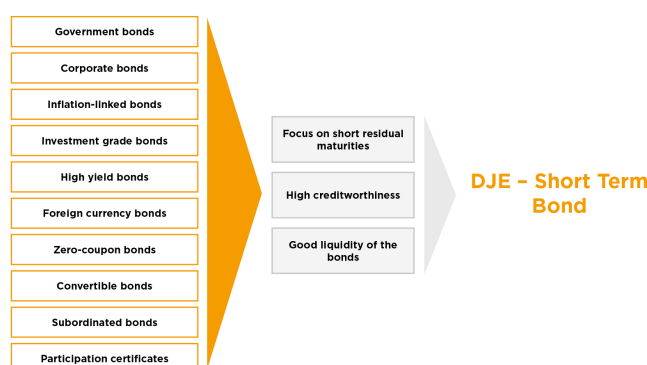 Government bonds
Corporate bonds
Inflation-linked bonds
Investment grade bonds
High yield bonds
Foreign currency bonds
Zero-coupon bonds
Convertible bonds
Subordinated bonds
Participation certificates
Focus on short residual
maturities
High creditworthiness
Good liquidity of the
bonds
DJE – Short Term
Bond